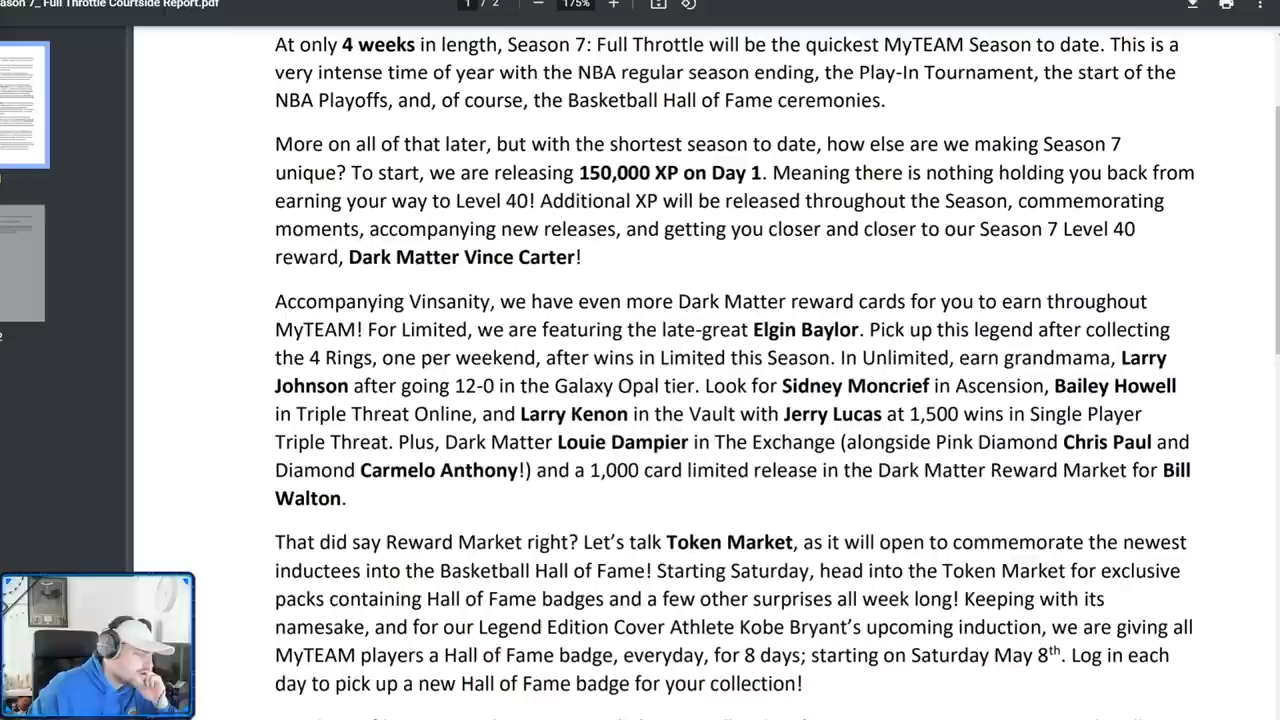 ason 7_ Full Throttle Courtside Report.pdf
1 / 2
175%
At only 4 weeks in length, Season 7: Full Throttle will be the quickest MyTEAM Season to date. This is a
very intense time of year with the NBA regular season ending, the Play-In Tournament, the start of the
NBA Playoffs, and, of course, the Basketball Hall of Fame ceremonies.
More on all of that later, but with the shortest season to date, how else are we making Season 7
unique? To start, we are releasing 150,000 XP on Day 1. Meaning there is nothing holding you back from
earning your way to Level 40! Additional XP will be released throughout the Season, commemorating
moments, accompanying new releases, and getting you closer and closer to our Season 7 Level 40
reward, Dark Matter Vince Carter!
Accompanying Vinsanity, we have even more Dark Matter reward cards for you to earn throughout
MyTEAM! For Limited, we are featuring the late-great Elgin Baylor. Pick up this legend after collecting
the 4 Rings, one per weekend, after wins in Limited this Season. In Unlimited, earn grandmama, Larry
Johnson after going 12-0 in the Galaxy Opal tier. Look for Sidney Moncrief in Ascension, Bailey Howell
in Triple Threat Online, and Larry Kenon in the Vault with Jerry Lucas at 1,500 wins in Single Player
Triple Threat. Plus, Dark Matter Louie Dampier in The Exchange (alongside Pink Diamond Chris Paul and
Diamond Carmelo Anthony!) and a 1,000 card limited release in the Dark Matter Reward Market for Bill
Walton.
That did say Reward Market right? Let’s talk Token Market, as it will open to commemorate the newest
inductees into the Basketball Hall of Fame! Starting Saturday, head into the Token Market for exclusive
packs containing Hall of Fame badges and a few other surprises all week long! Keeping with its
namesake, and for our Legend Edition Cover Athlete Kobe Bryant’s upcoming induction, we are giving all
MyTEAM players a Hall of Fame badge, everyday, for 8 days; starting on Saturday May 8th. Log in each
day to pick up a new Hall of Fame badge for your collection!